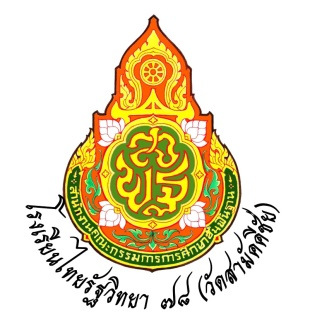 สำนักงานคณะกรรมการการศึกษาขั้นพื้นฐาน
โรงเรียนไทยรัฐวิทยา ๗๘ (วัดสามัคคีชัย)